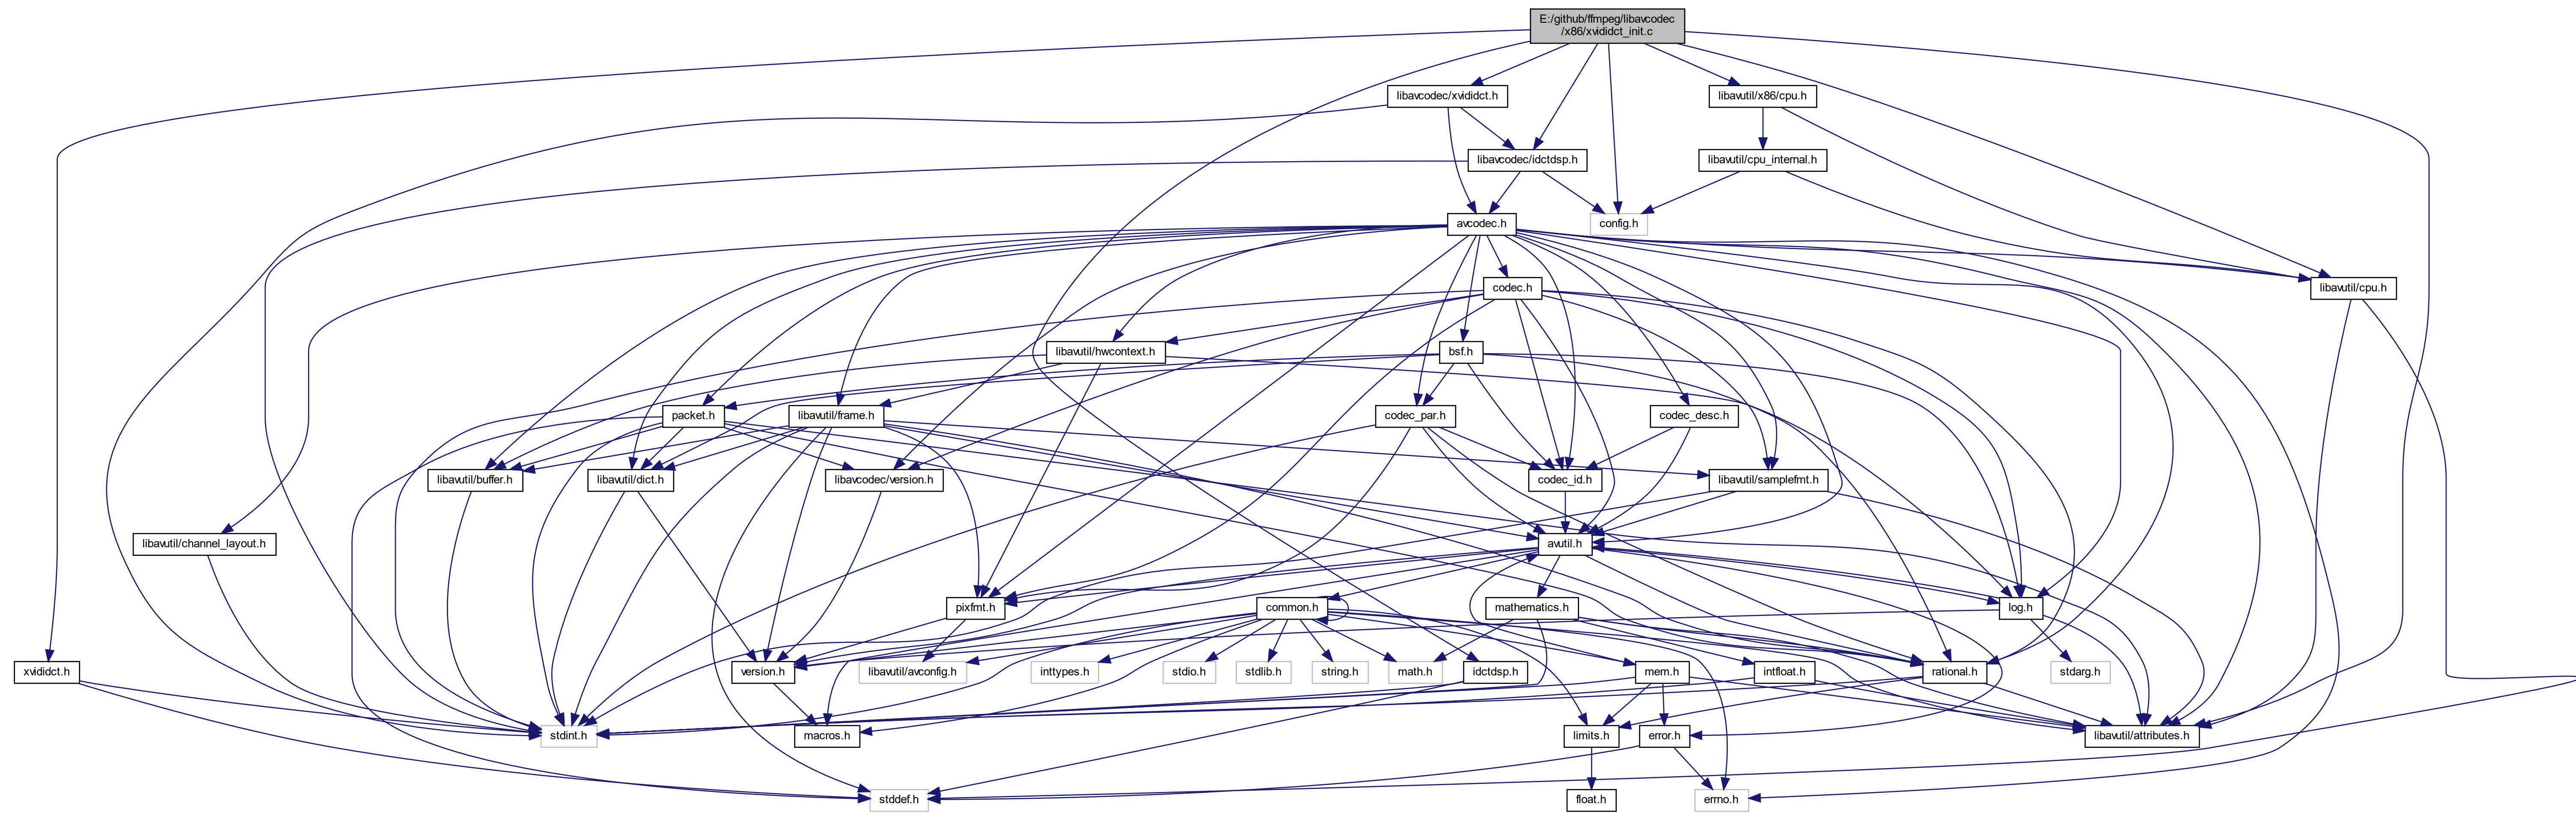 E:/github/ffmpeg/libavcodec
/x86/xvididct_init.c
libavcodec/xvididct.h
libavutil/x86/cpu.h
libavcodec/idctdsp.h
libavutil/cpu_internal.h
avcodec.h
config.h
codec.h
libavutil/cpu.h
libavutil/hwcontext.h
bsf.h
packet.h
libavutil/frame.h
codec_par.h
codec_desc.h
libavutil/buffer.h
libavutil/dict.h
libavcodec/version.h
codec_id.h
libavutil/samplefmt.h
libavutil/channel_layout.h
avutil.h
pixfmt.h
common.h
mathematics.h
log.h
xvididct.h
version.h
libavutil/avconfig.h
inttypes.h
stdio.h
stdlib.h
string.h
math.h
idctdsp.h
mem.h
intfloat.h
rational.h
stdarg.h
stdint.h
macros.h
limits.h
error.h
libavutil/attributes.h
stddef.h
float.h
errno.h